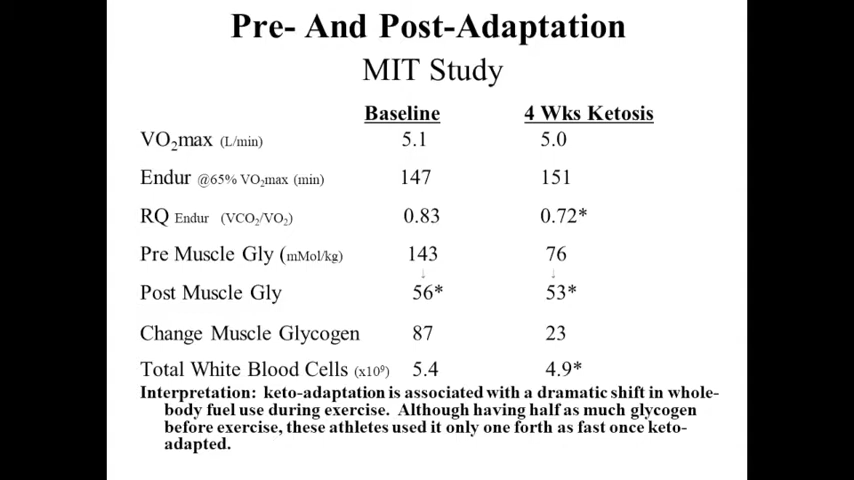 Pre- And Post-Adaptation
MIT Study
Baseline 4 Wks Ketosis
VO₂max (L/min) 5.1 5.0
Endur @65% VO₂max (min) 147 151
RQ Endur (VCO₂/VO₂) 0.83 0.72*
Pre Muscle Gly (mMol/kg) 143 76
↓ ↓
Post Muscle Gly 56* 53*
Change Muscle Glycogen 87 23
Total White Blood Cells (x10⁹) 5.4 4.9*
Interpretation: keto-adaptation is associated with a dramatic shift in whole-
body fuel use during exercise. Although having half as much glycogen
before exercise, these athletes used it only one forth as fast once keto-
adapted.